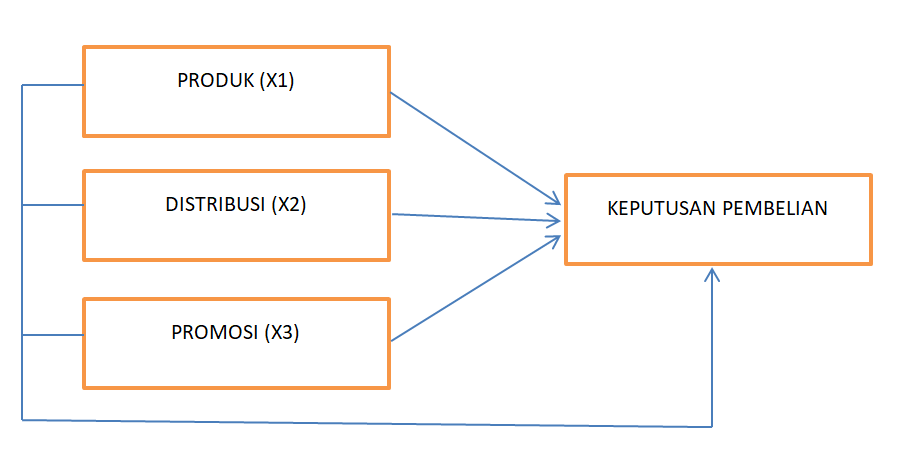 PRODUK (X1)
DISTRIBUSI (X2)
KEPUTUSAN PEMBELIAN
PROMOSI (X3)